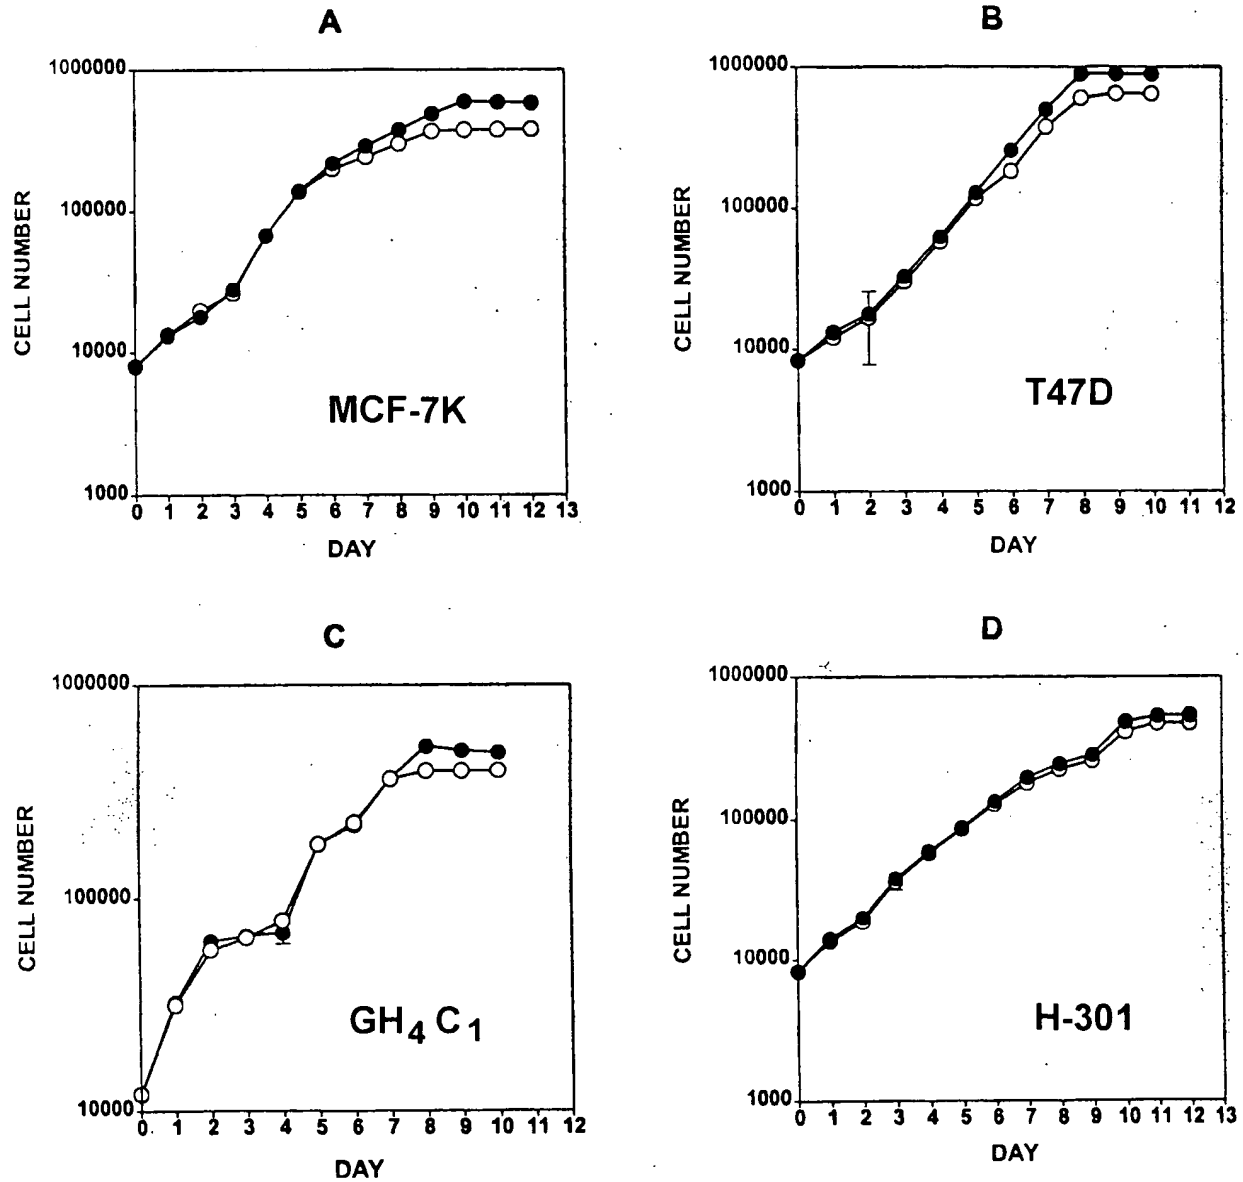 A
CELL NUMBER
1000000
100000
10000
1000
0 1 2 3 4 5 6 7 8 9 10 11 12 13
DAY
MCF-7K
B
CELL NUMBER
1000000
100000
10000
1000
0 1 2 3 4 5 6 7 8 9 10 11 12
DAY
T47D
C
CELL NUMBER
1000000
100000
10000
0 1 2 3 4 5 6 7 8 9 10 11 12
DAY
GH4 C1
D
CELL NUMBER
1000000
100000
10000
1000
0 1 2 3 4 5 6 7 8 9 10 11 12 13
DAY
H-301